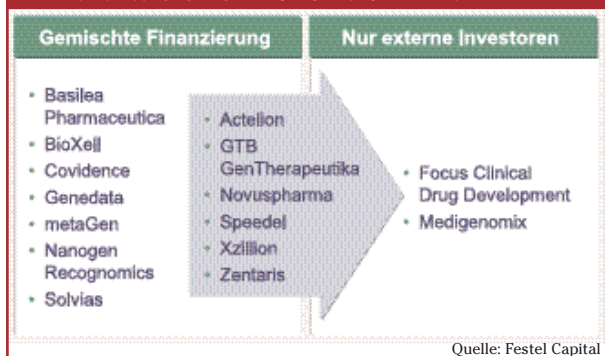 Gemischte Finanzierung
Nur externe Investoren
• Basilea
Pharmaceutica
• BioXell
• Covidence
• Genedata
• metaGen
• Nanogen
Recognomics
• Solvias
• Actelion
• GTB
GenTherapeutika
• Novuspharma
• Speedel
• Xzillion
• Zentaris
• Focus Clinical
Drug Development
• Medigenomix
Quelle: Festel Capital